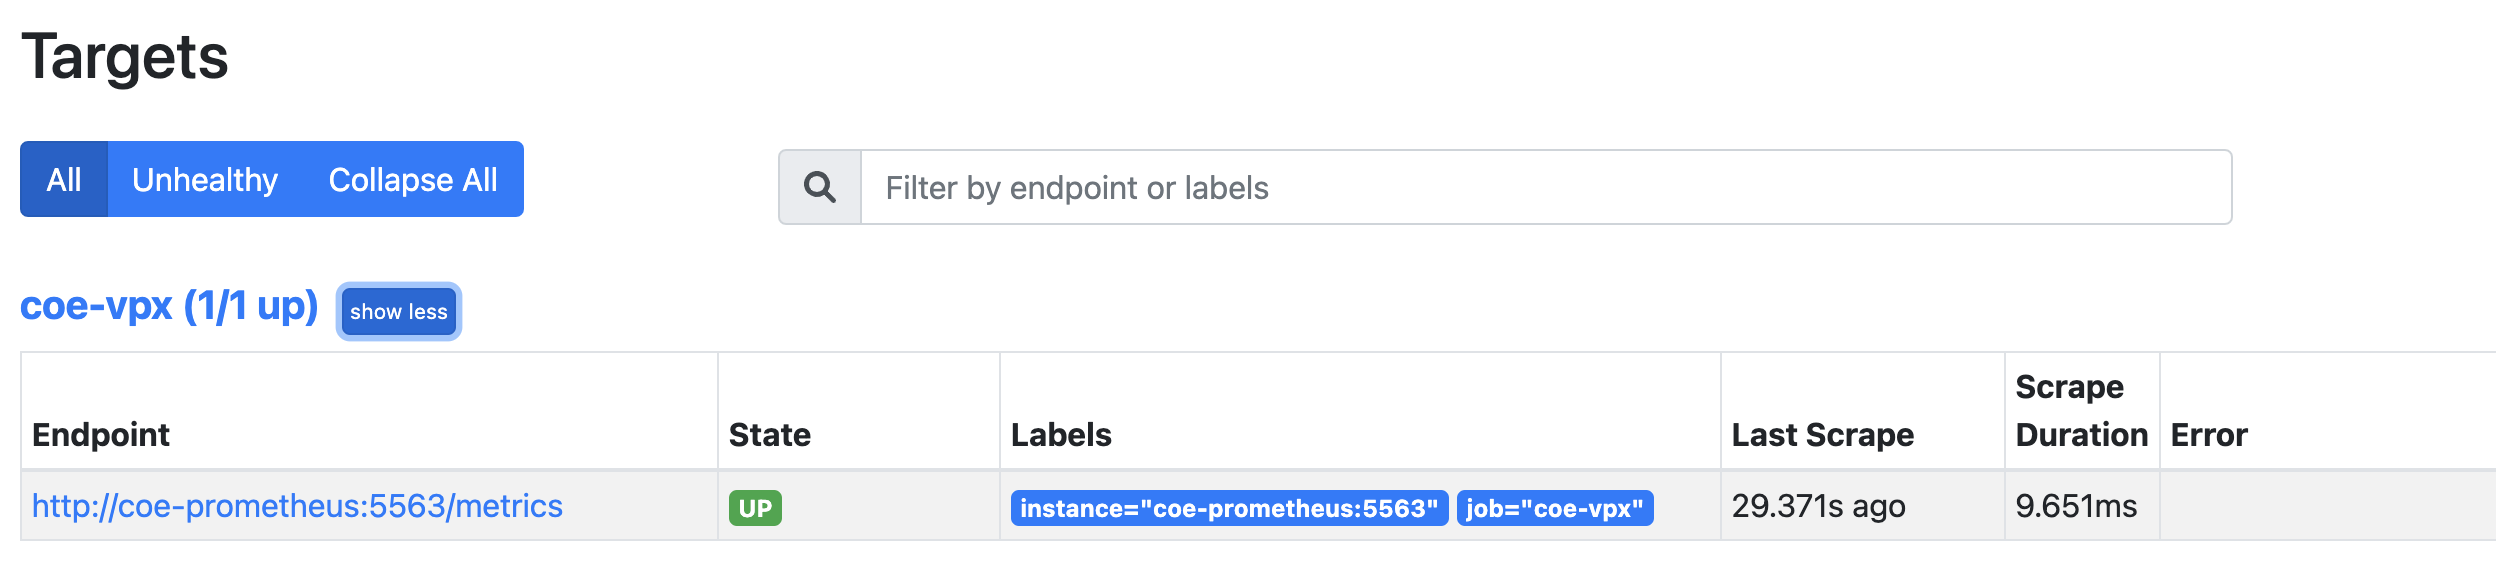 Targets
All Unhealthy Collapse All
Filter by endpoint or labels
coe-vpx (1/1 up) show less
Endpoint State Labels Last Scrape Scrape Duration Error
http://coe-prometheus:5563/metrics UP instance="coe-prometheus:5563" job="coe-vpx" 29.371s ago 9.651ms